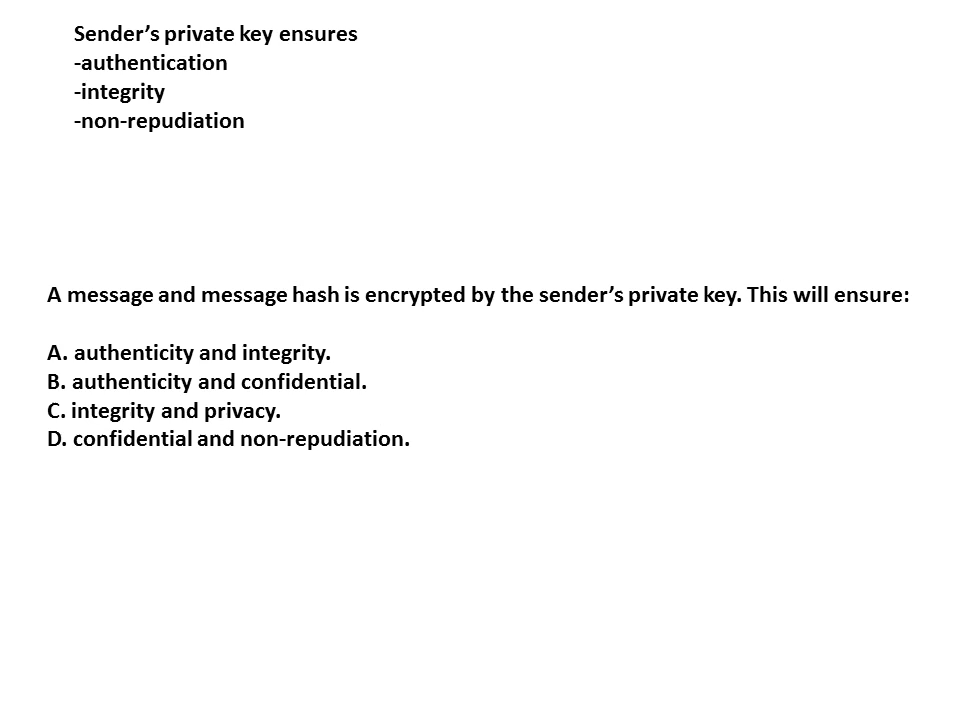 Sender’s private key ensures
-authentication
-integrity
-non-repudiation
A message and message hash is encrypted by the sender’s private key. This will ensure:
A. authenticity and integrity.
B. authenticity and confidential.
C. integrity and privacy.
D. confidential and non-repudiation.